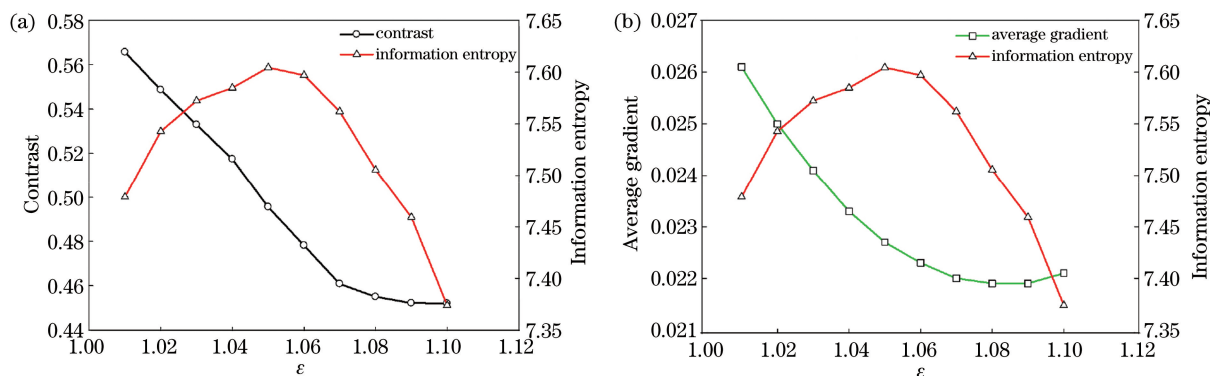 (a)
contrast
information entropy
Contrast
0.58
0.56
0.54
0.52
0.50
0.48
0.46
0.44
7.65
7.60
7.55
7.50
7.45
7.40
7.35
Information entropy
1.00 1.02 1.04 1.06 1.08 1.10 1.12
ε
(b)
average gradient
information entropy
Average gradient
0.027
0.026
0.025
0.024
0.023
0.022
0.021
7.65
7.60
7.55
7.50
7.45
7.40
7.35
Information entropy
1.00 1.02 1.04 1.06 1.08 1.10 1.12
ε